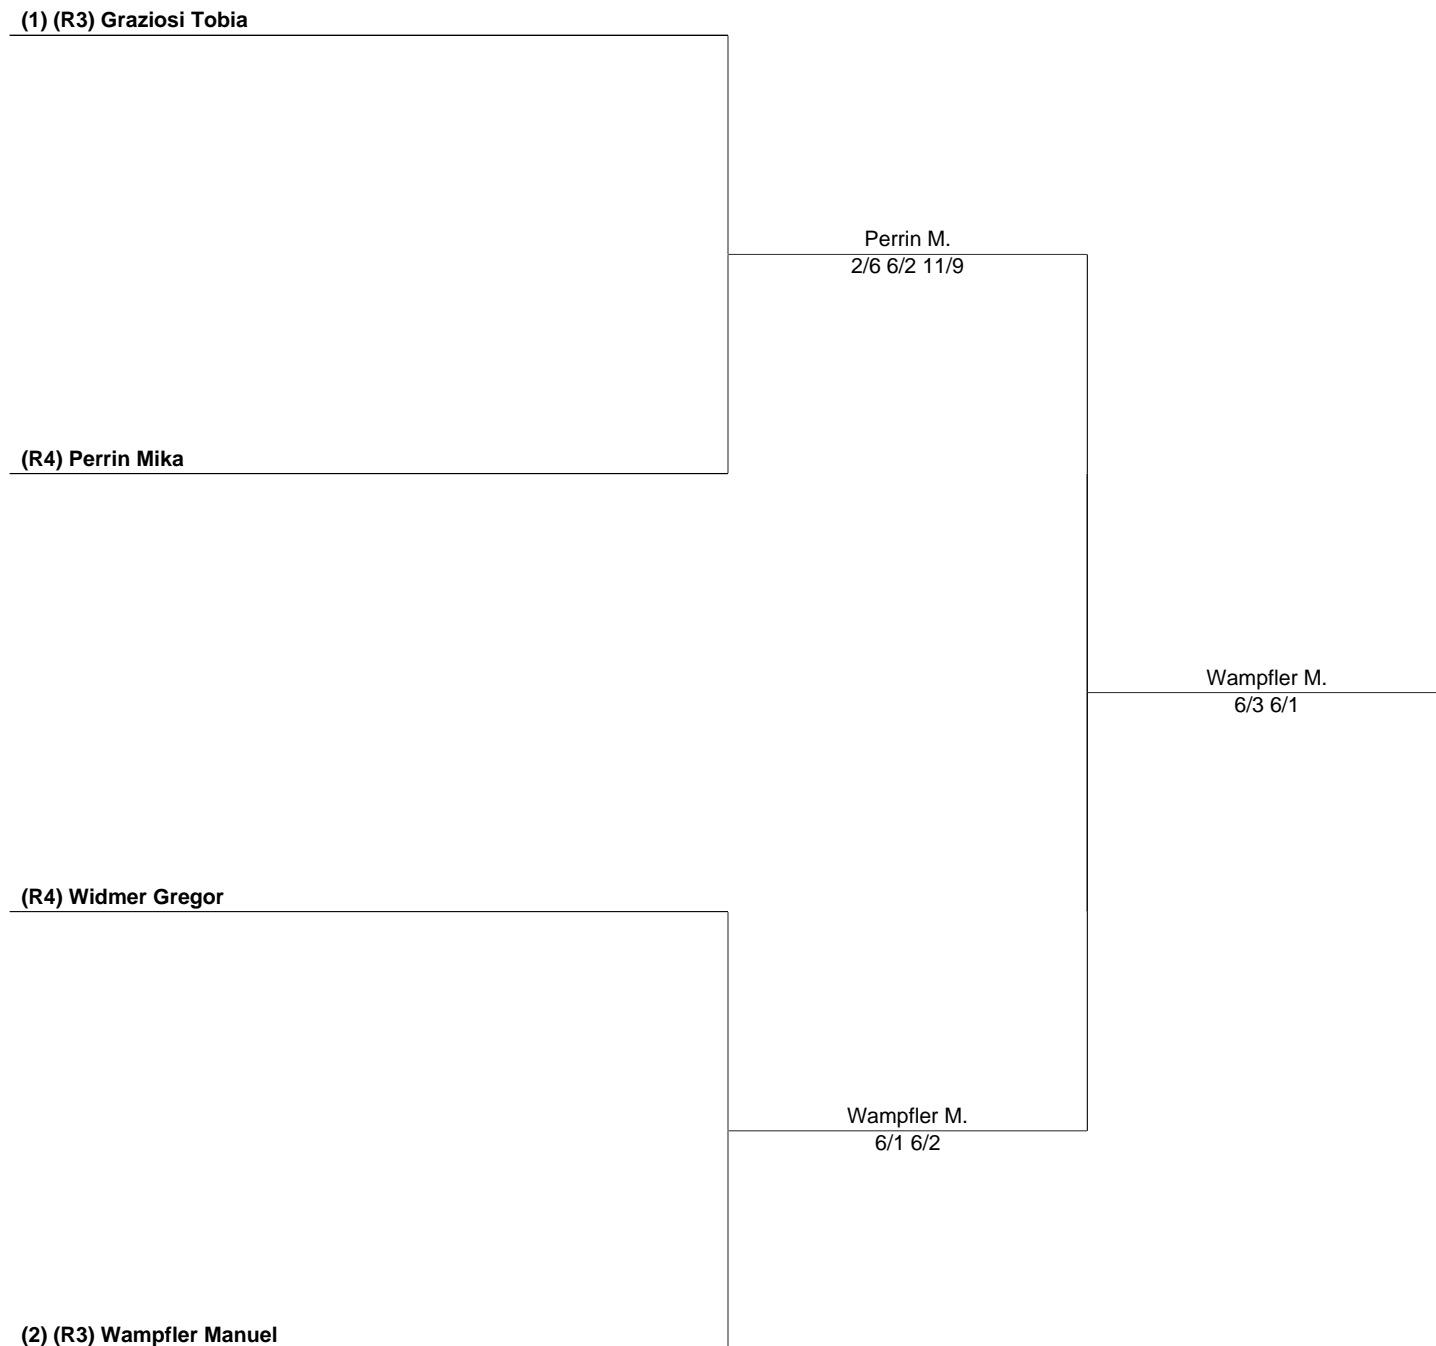 (1) (R3) Graziosi Tobia
Perrin M.
2/6 6/2 11/9
(R4) Perrin Mika
Wampfler M.
6/3 6/1
(R4) Widmer Gregor
Wampfler M.
6/1 6/2
(2) (R3) Wampfler Manuel